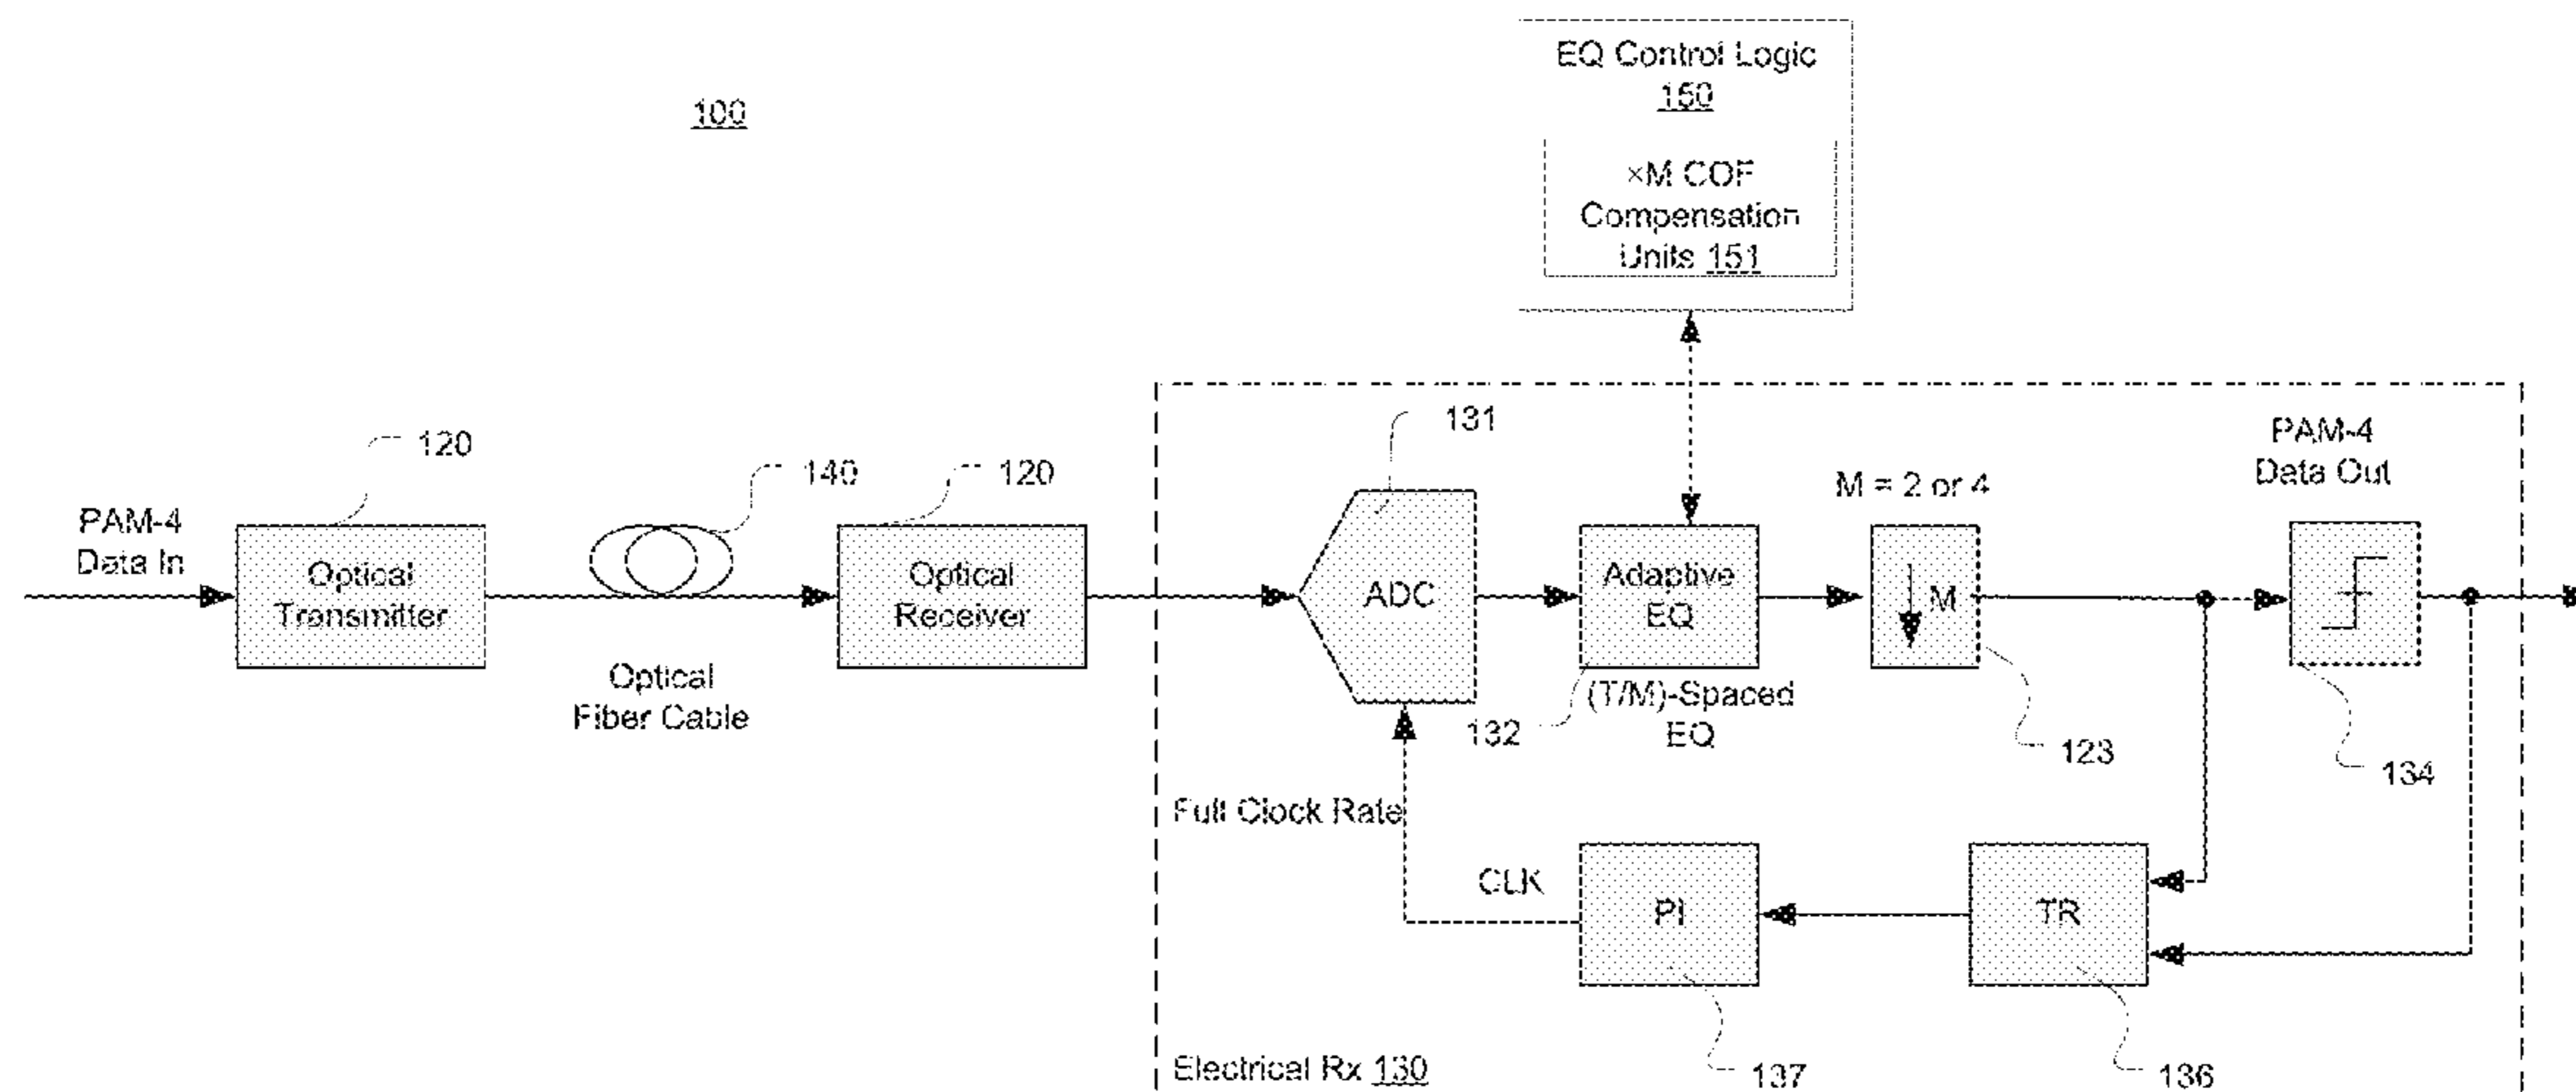 100
EQ Control Logic
150
×M COF
Compensation
Units 151
120
140
120
131
PAM-4
Data Out
M = 2 or 4
PAM-4
Data In
Optical
Transmitter
Optical
Receiver
ADC
Adaptive
EQ
M
Optical
Fiber Cable
132
(T/M)-Spaced
EQ
123
134
Full Clock Rate
CLK
PI
TR
Electrical Rx 130
137
136